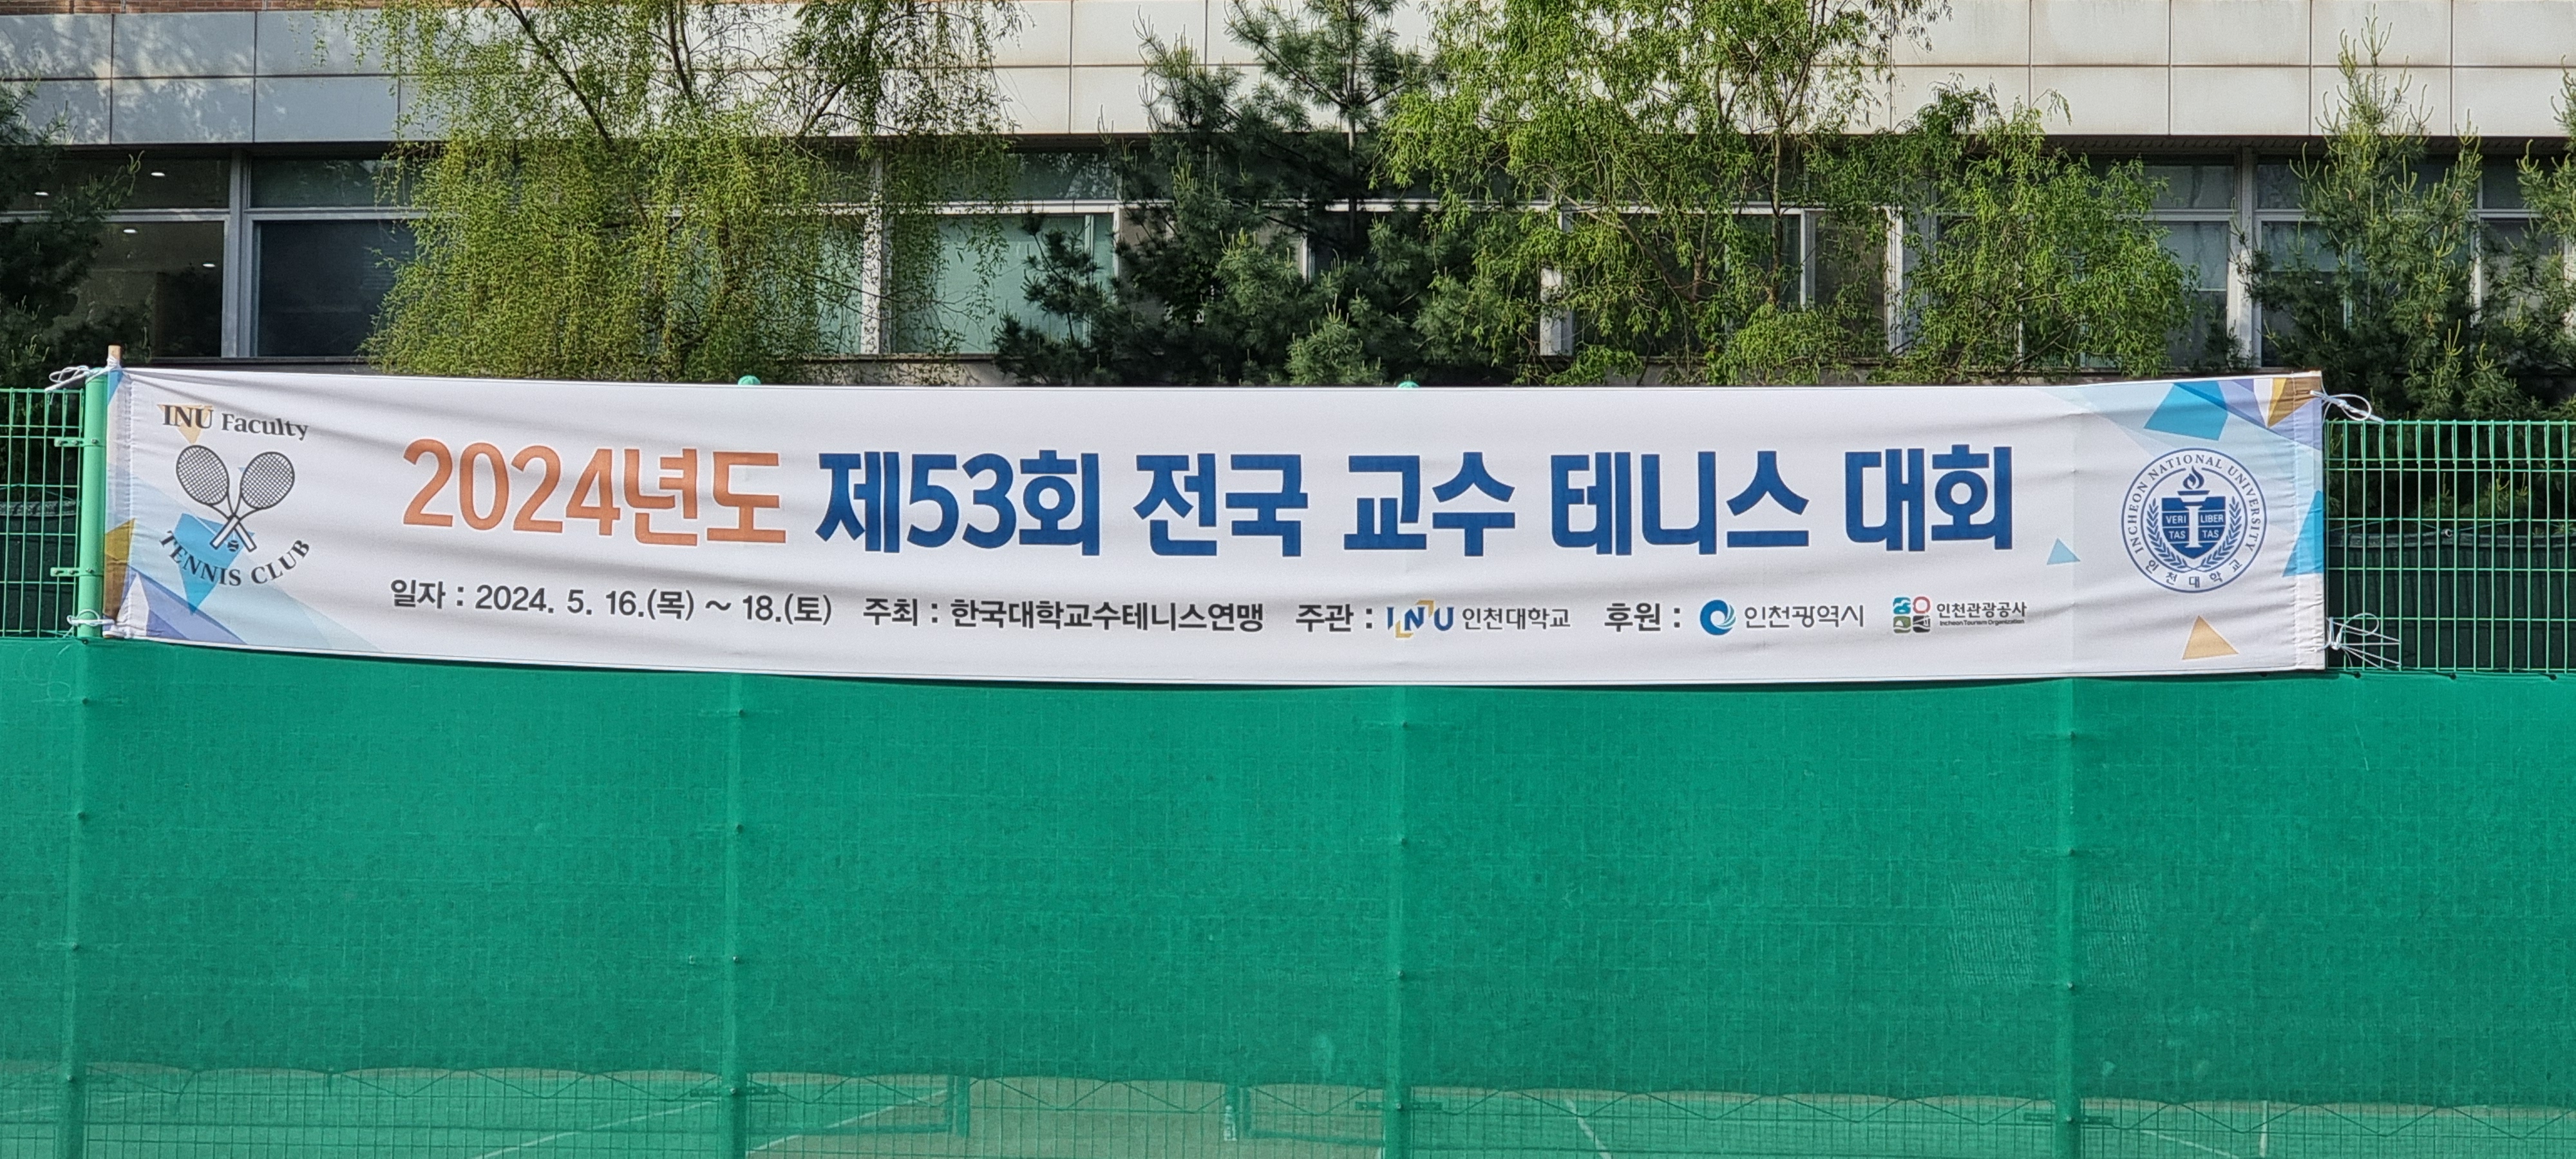 INU Faculty
TENNIS CLUB
2024년도 제53회 전국 교수 테니스 대회
일자 : 2024. 5. 16.(목) ~ 18.(토) 주최 : 한국대학교수테니스연맹 주관 : INU 인천대학교 후원 : 인천광역시 인천관광공사
Incheon Tourism Organization
INCHEON NATIONAL UNIVERSITY
VERI LIBER
TAS TAS
인천대학교